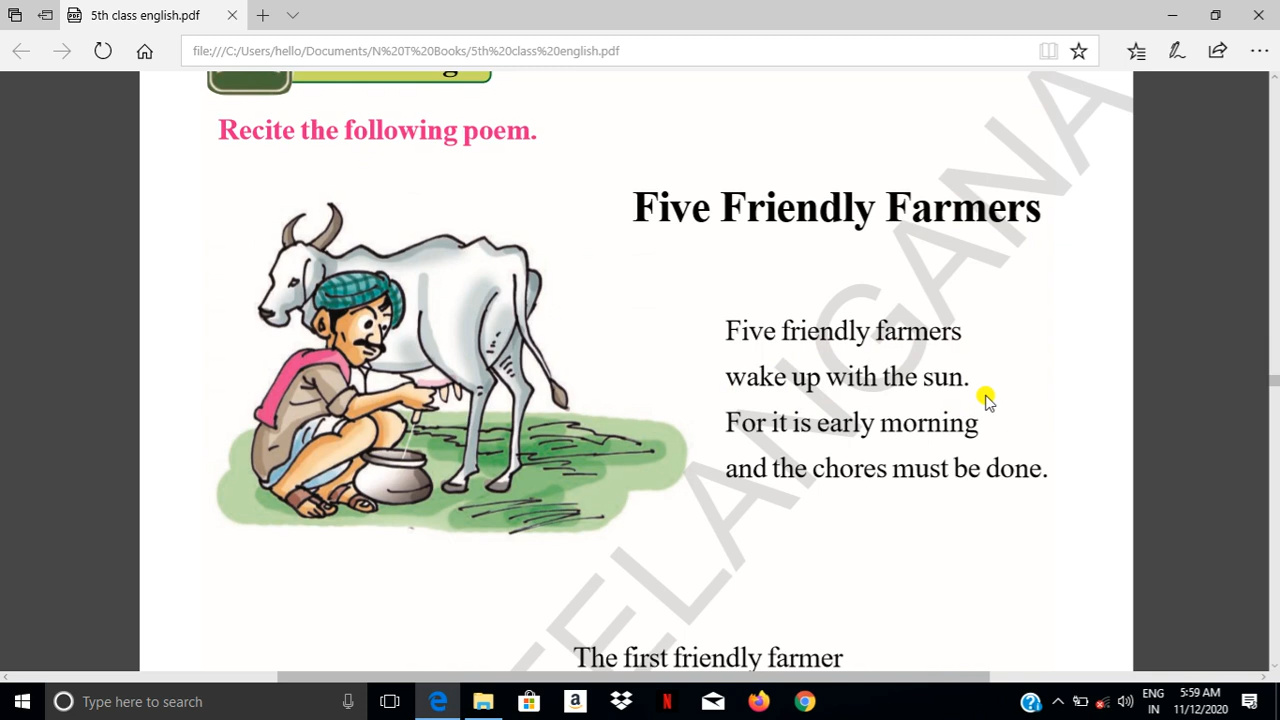 5th class english.pdf
file:///C:/Users/hello/Documents/N%20T%20Books/5th%20class%20english.pdf
Recite the following poem.
Five Friendly Farmers
Five friendly farmers
wake up with the sun.
For it is early morning
and the chores must be done.
The first friendly farmer
TELANGANA
Type here to search
ENG
IN
5:59 AM
11/12/2020